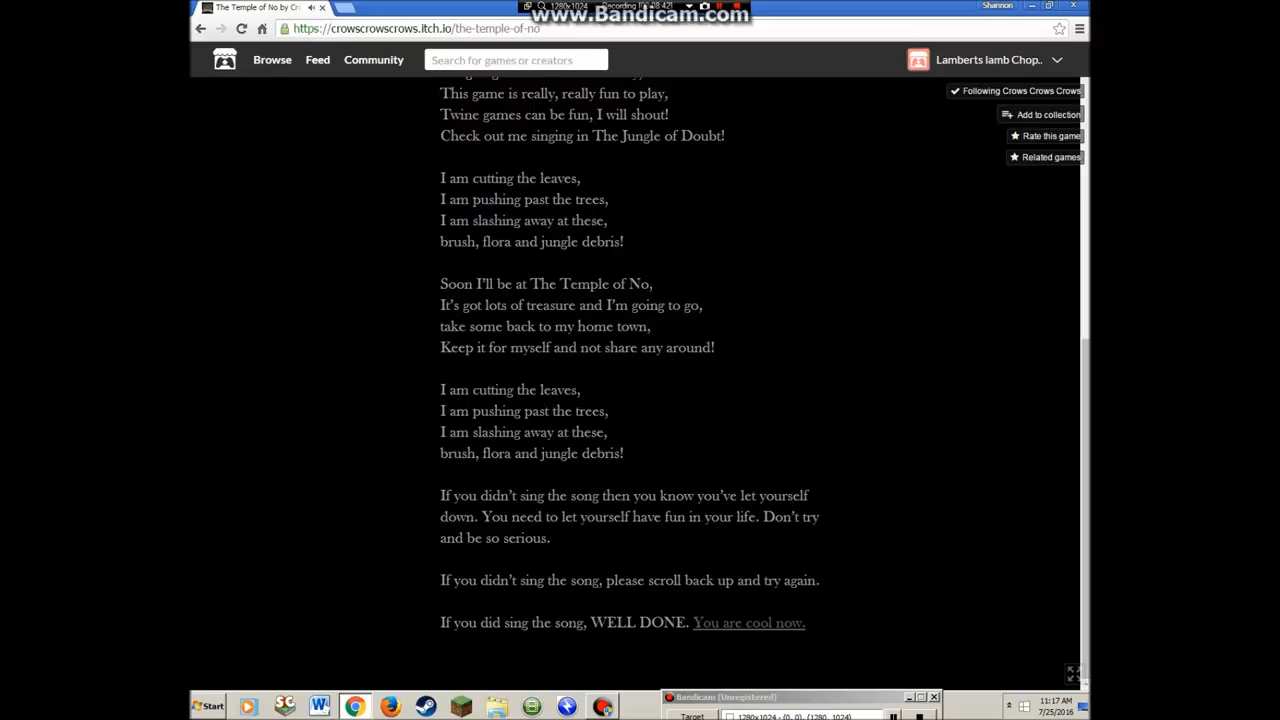 The Temple of No by Cr
1280x1024
Recording
www.Bandicam.com
Shannon
https://crowscrowscrows.itch.io/the-temple-of-no
Browse
Feed
Community
Search for games or creators
Lamberts lamb Chop..
Following Crows Crows Crows
Add to collection
Rate this game
Related games
This game is really, really fun to play,
Twine games can be fun, I will shout!
Check out me singing in The Jungle of Doubt!
I am cutting the leaves,
I am pushing past the trees,
I am slashing away at these,
brush, flora and jungle debris!
Soon I'll be at The Temple of No,
It's got lots of treasure and I'm going to go,
take some back to my home town,
Keep it for myself and not share any around!
I am cutting the leaves,
I am pushing past the trees,
I am slashing away at these,
brush, flora and jungle debris!
If you didn't sing the song then you know you've let yourself
down. You need to let yourself have fun in your life. Don't try
and be so serious.
If you didn't sing the song, please scroll back up and try again.
If you did sing the song, WELL DONE. You are cool now.
Start
Bandicam (Unregistered)
Target
1280x1024 - (0, 0), (1280, 1024)
11:17 AM
7/25/2016